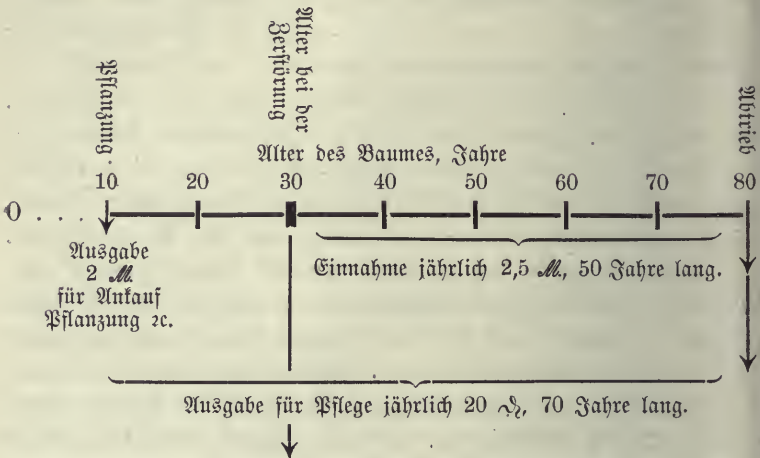 Pflanzung
Alter bei der
Zerstörung
Abtrieb
Alter des Baumes, Jahre
0 . . . . 10 20 30 40 50 60 70 80
Ausgabe
2 ℳ.
für Ankauf
Pflanzung ꝛc.
Einnahme jährlich 2,5 ℳ., 50 Jahre lang.
Ausgabe für Pflege jährlich 20 ₰, 70 Jahre lang.